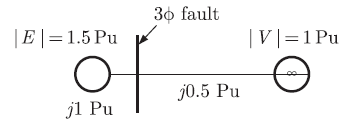 3ϕ fault
|E| = 1.5 Pu
|V| = 1 Pu
∞
j0.5 Pu
j1 Pu